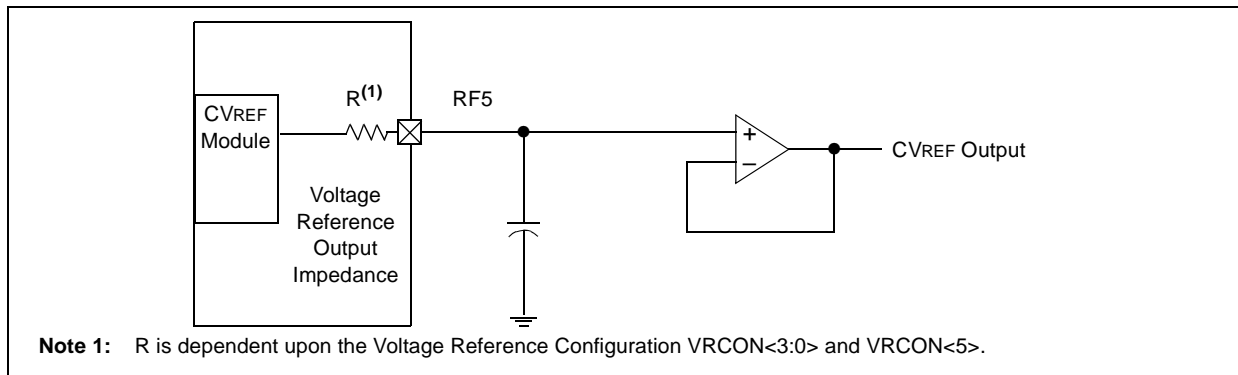 CVREF
Module
R(1)
RF5
Voltage
Reference
Output
Impedance
+
–
CVREF Output
Note 1: R is dependent upon the Voltage Reference Configuration VRCON<3:0> and VRCON<5>.